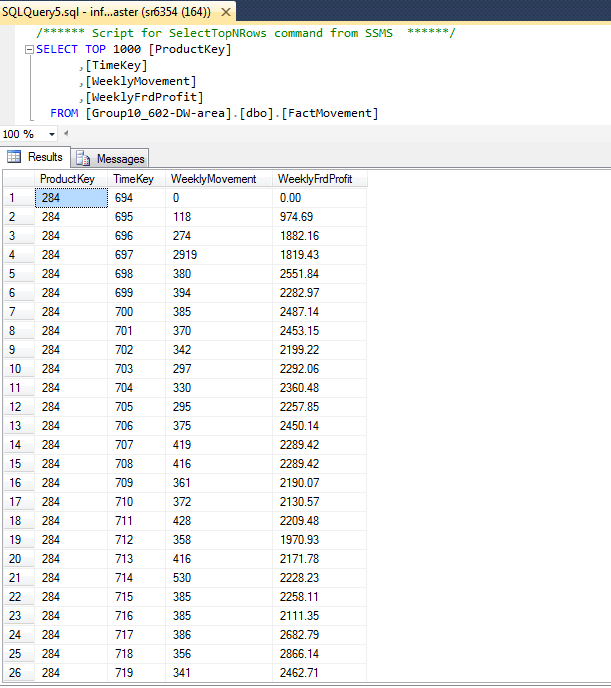 SQLQuery5.sql - inf...aster (sr6354 (164))
/****** Script for SelectTopNRows command from SSMS  ******/
SELECT TOP 1000 [ProductKey]
,[TimeKey]
,[WeeklyMovement]
,[WeeklyFrdProfit]
FROM [Group10_602-DW-area].[dbo].[FactMovement]
100 %
Results Messages
ProductKey TimeKey WeeklyMovement WeeklyFrdProfit
1 284 694 0 0.00
2 284 695 118 974.69
3 284 696 274 1882.16
4 284 697 2919 1819.43
5 284 698 380 2551.84
6 284 699 394 2282.97
7 284 700 385 2487.14
8 284 701 370 2453.15
9 284 702 342 2199.22
10 284 703 297 2292.06
11 284 704 330 2360.48
12 284 705 295 2257.85
13 284 706 375 2450.14
14 284 707 419 2289.42
15 284 708 416 2289.42
16 284 709 361 2190.07
17 284 710 372 2130.57
18 284 711 428 2209.48
19 284 712 358 1970.93
20 284 713 416 2171.78
21 284 714 530 2228.23
22 284 715 385 2258.11
23 284 716 385 2111.35
24 284 717 386 2682.79
25 284 718 356 2866.14
26 284 719 341 2462.71